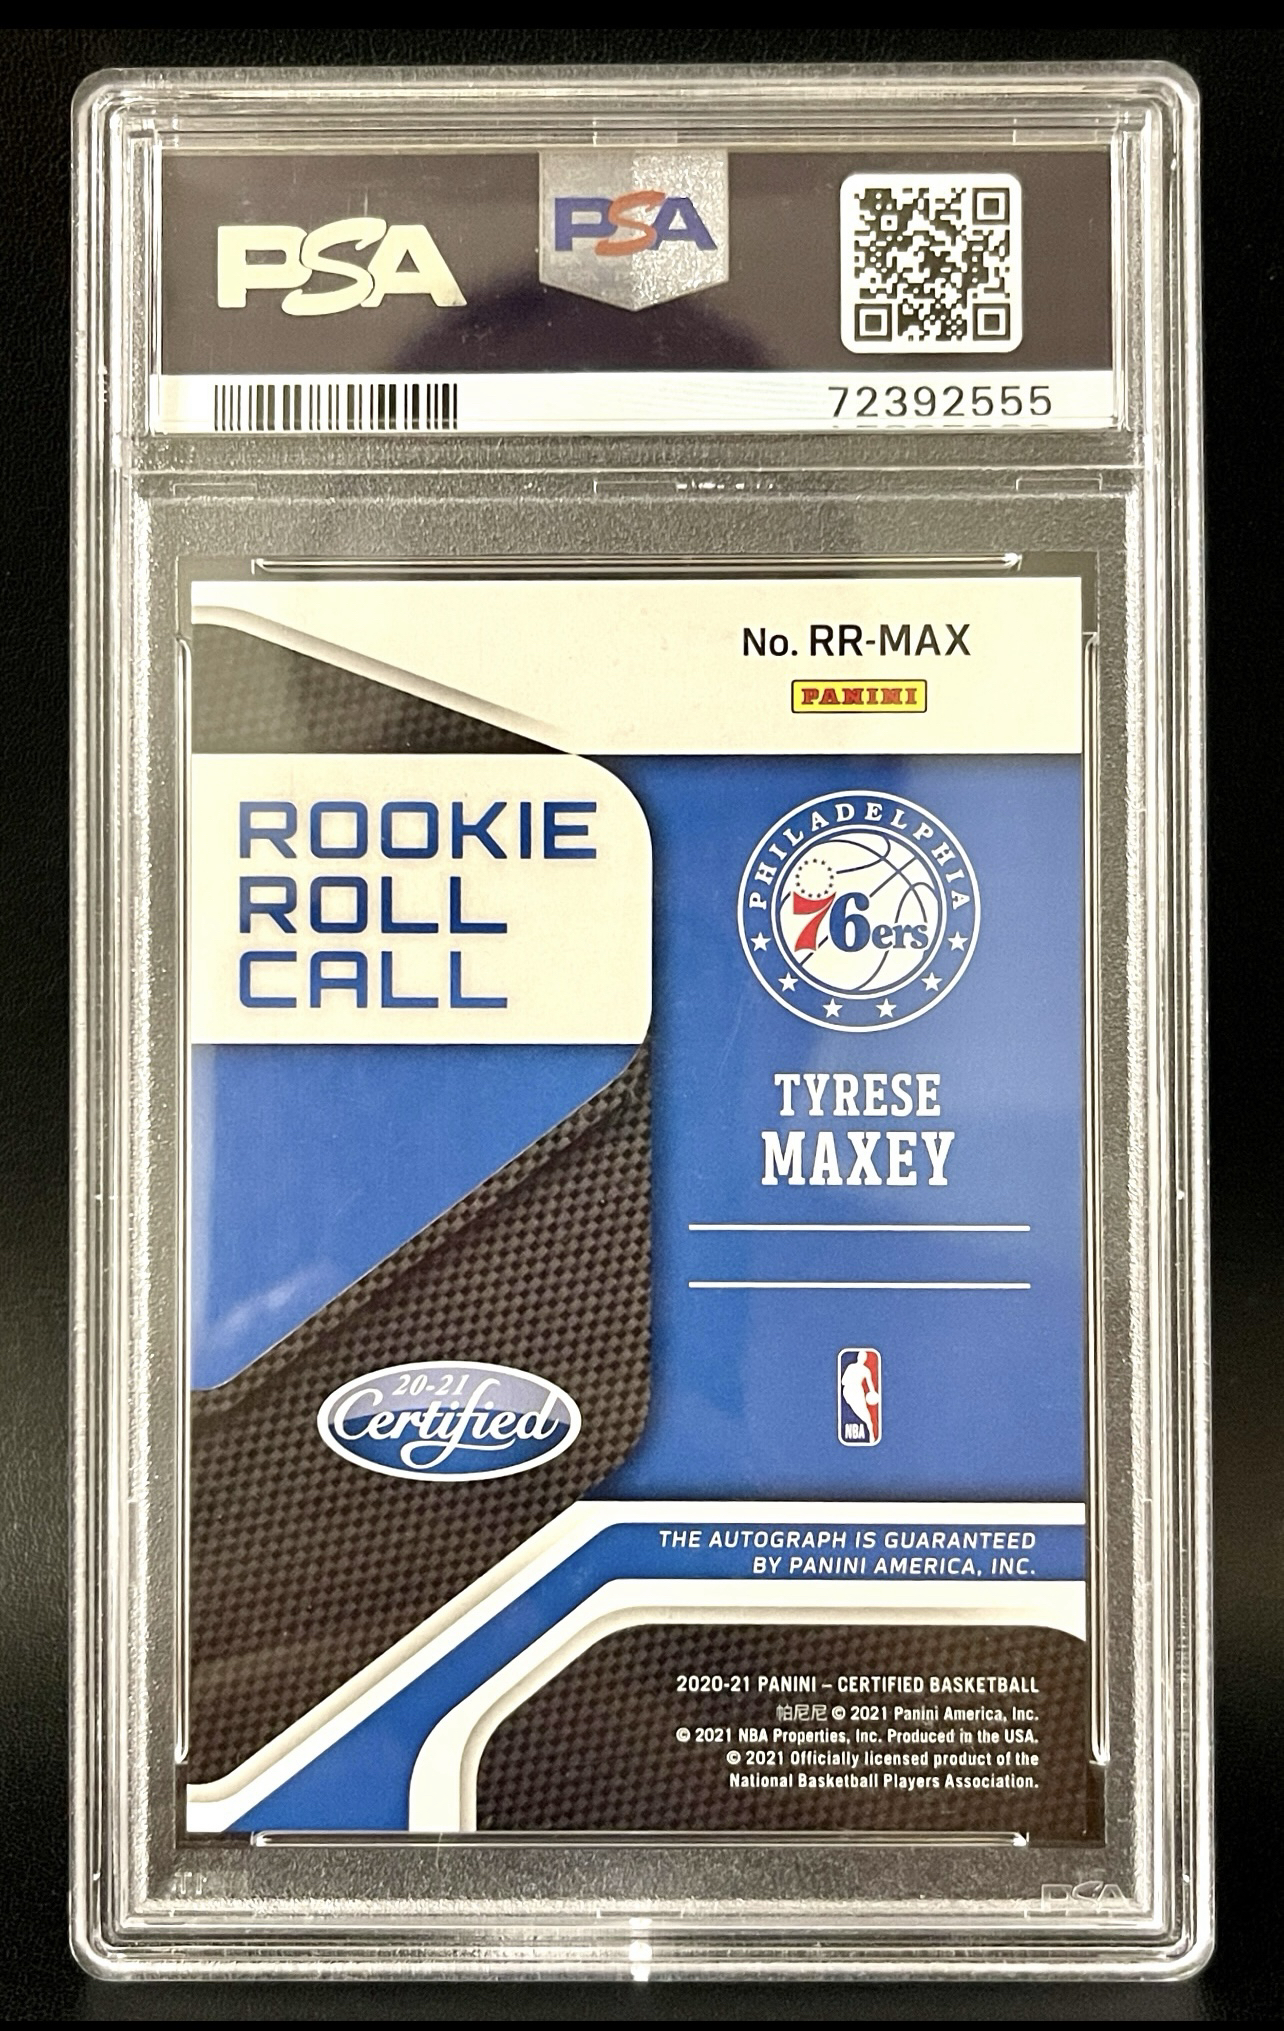 PSA
PSA
72392555
No. RR-MAX
PANINI
ROOKIE
ROLL
CALL
PHILADELPHIA
76ers
TYRESE
MAXEY
20-21
Certified
NBA
THE AUTOGRAPH IS GUARANTEED
BY PANINI AMERICA, INC.
2020-21 PANINI – CERTIFIED BASKETBALL
帕尼尼 © 2021 Panini America, Inc.
© 2021 NBA Properties, Inc. Produced in the USA.
© 2021 Officially licensed product of the
National Basketball Players Association.
PSA